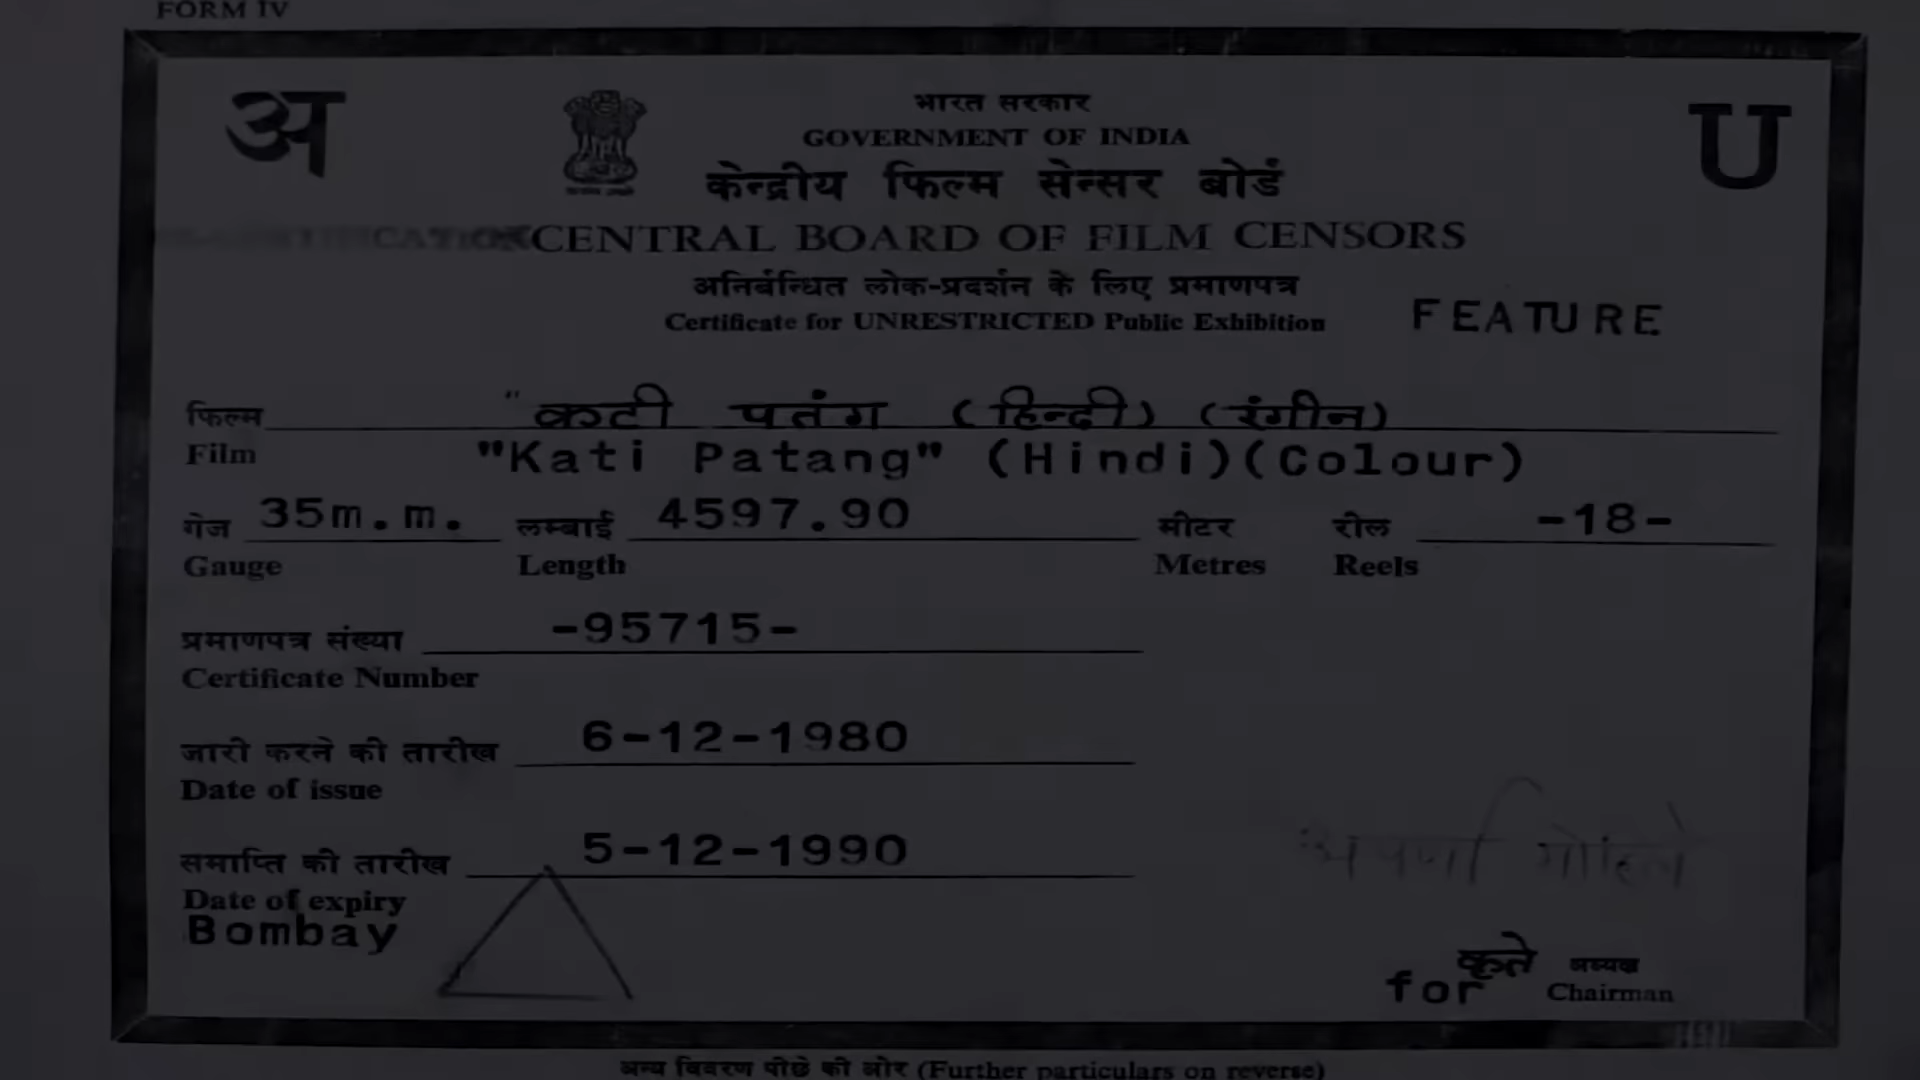 FORM IV
अ
भारत सरकार
U
GOVERNMENT OF INDIA
केन्द्रीय फिल्म सेन्सर बोर्ड
CENTRAL BOARD OF FILM CENSORS
अनिर्बन्धित लोक-प्रदर्शन के लिए प्रमाणपत्र
Certificate for UNRESTRICTED Public Exhibition
FEATURE
फिल्म "कटी पतंग (हिन्दी) (रंगीन)
Film "Kati Patang" (Hindi)(Colour)
गेज 35m.m. लम्बाई 4597.90 मीटर रील -18-
Gauge Length Metres Reels
प्रमाणपत्र संख्या -95715-
Certificate Number
जारी करने की तारीख 6-12-1980
Date of issue
समाप्ति की तारीख 5-12-1990
Date of expiry
Bombay
for कृते अध्यक्ष
Chairman
अन्य विवरण पीछे की ओर (Further particulars on reverse)